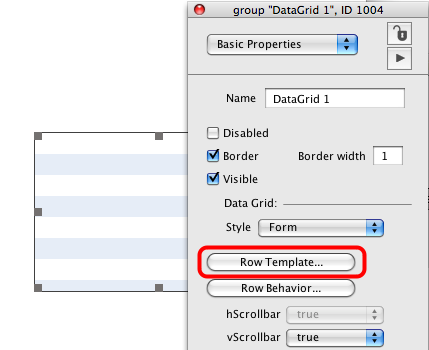 group "DataGrid 1", ID 1004
Basic Properties
Name DataGrid 1
Disabled
Border Border width 1
Visible
Data Grid:
Style Form
Row Template...
Row Behavior...
hScrollbar true
vScrollbar true